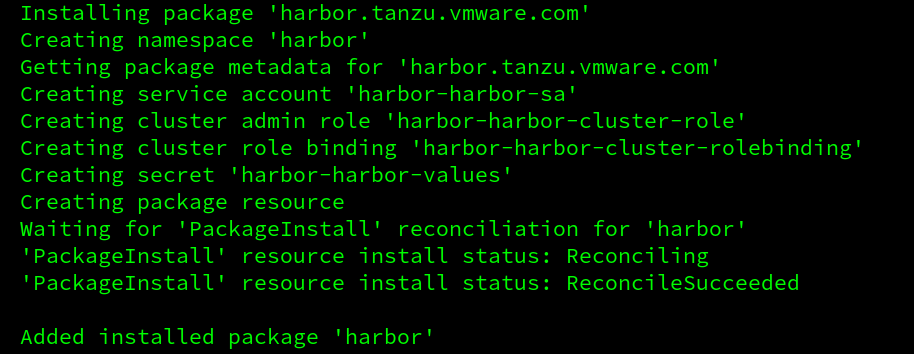 Installing package 'harbor.tanzu.vmware.com'
Creating namespace 'harbor'
Getting package metadata for 'harbor.tanzu.vmware.com'
Creating service account 'harbor-harbor-sa'
Creating cluster admin role 'harbor-harbor-cluster-role'
Creating cluster role binding 'harbor-harbor-cluster-rolebinding'
Creating secret 'harbor-harbor-values'
Creating package resource
Waiting for 'PackageInstall' reconciliation for 'harbor'
'PackageInstall' resource install status: Reconciling
'PackageInstall' resource install status: ReconcileSucceeded
Added installed package 'harbor'